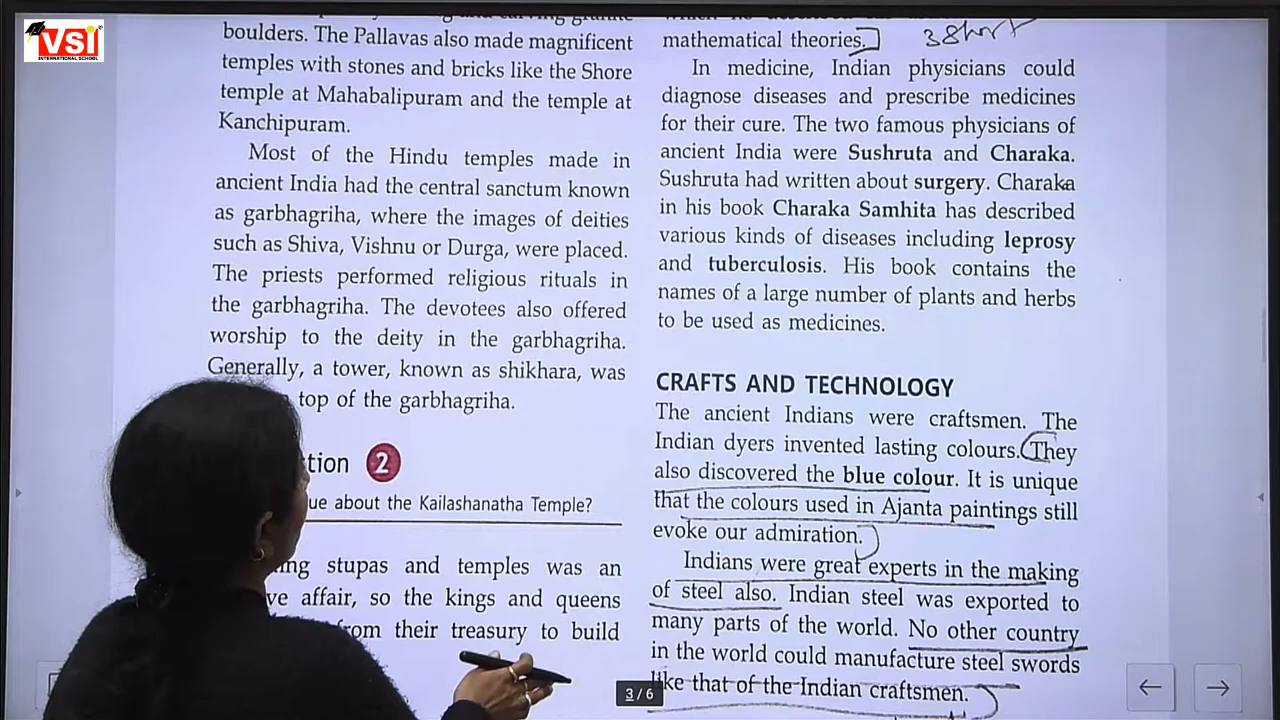 VSI
INTERNATIONAL SCHOOL
boulders. The Pallavas also made magnificent
temples with stones and bricks like the Shore
temple at Mahabalipuram and the temple at
Kanchipuram.
Most of the Hindu temples made in
ancient India had the central sanctum known
as garbhagriha, where the images of deities
such as Shiva, Vishnu or Durga, were placed.
The priests performed religious rituals in
the garbhagriha. The devotees also offered
worship to the deity in the garbhagriha.
Generally, a tower, known as shikhara, was
top of the garbhagriha.
tion 2
ue about the Kailashanatha Temple?
ing stupas and temples was an
ve affair, so the kings and queens
from their treasury to build
mathematical theories. 3 Short
In medicine, Indian physicians could
diagnose diseases and prescribe medicines
for their cure. The two famous physicians of
ancient India were Sushruta and Charaka.
Sushruta had written about surgery. Charaka
in his book Charaka Samhita has described
various kinds of diseases including leprosy
and tuberculosis. His book contains the
names of a large number of plants and herbs
to be used as medicines.
CRAFTS AND TECHNOLOGY
The ancient Indians were craftsmen. The
Indian dyers invented lasting colours. They
also discovered the blue colour. It is unique
that the colours used in Ajanta paintings still
evoke our admiration.
Indians were great experts in the making
of steel also. Indian steel was exported to
many parts of the world. No other country
in the world could manufacture steel swords
like that of the Indian craftsmen.
3 / 6